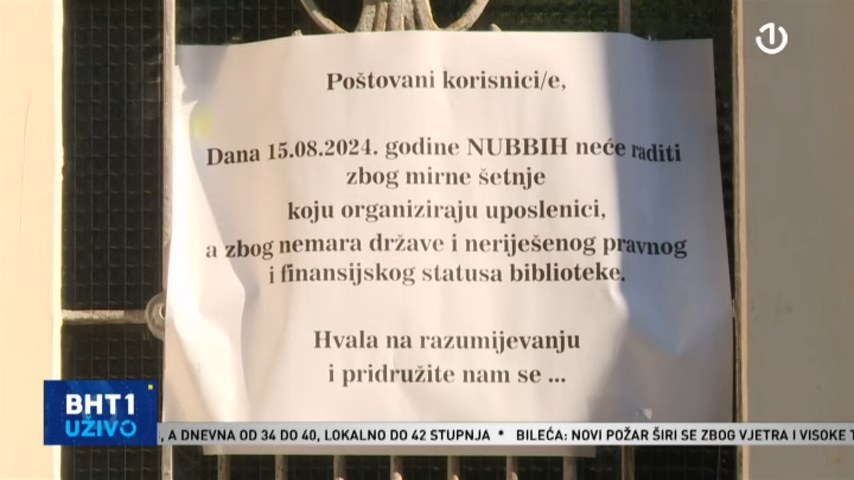 1
Poštovani korisnici/e,
Dana 15.08.2024. godine NUBBIH neće raditi
zbog mirne šetnje
koju organiziraju uposlenici,
a zbog nemara države i neriješenog pravnog
i finansijskog statusa biblioteke.
Hvala na razumijevanju
i pridružite nam se ...
BHT1
UŽIVO
, A DNEVNA OD 34 DO 40, LOKALNO DO 42 STUPNJA * BILEĆA: NOVI POŽAR ŠIRI SE ZBOG VJETRA I VISOKE